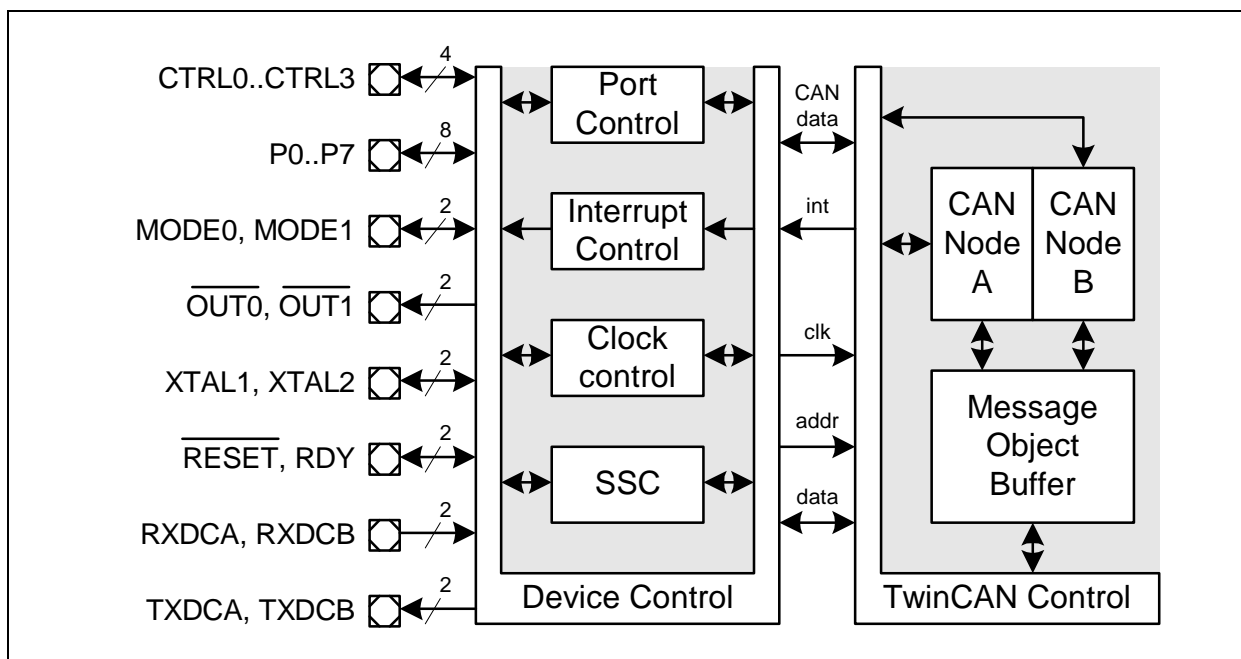 CTRL0..CTRL3
4
P0..P7
8
MODE0, MODE1
2
OUT0, OUT1
2
XTAL1, XTAL2
2
RESET, RDY
2
RXDCA, RXDCB
2
TXDCA, TXDCB
2
Port
Control
Interrupt
Control
Clock
control
SSC
Device Control
CAN
data
int
clk
addr
data
CAN
Node
A
CAN
Node
B
Message
Object
Buffer
TwinCAN Control